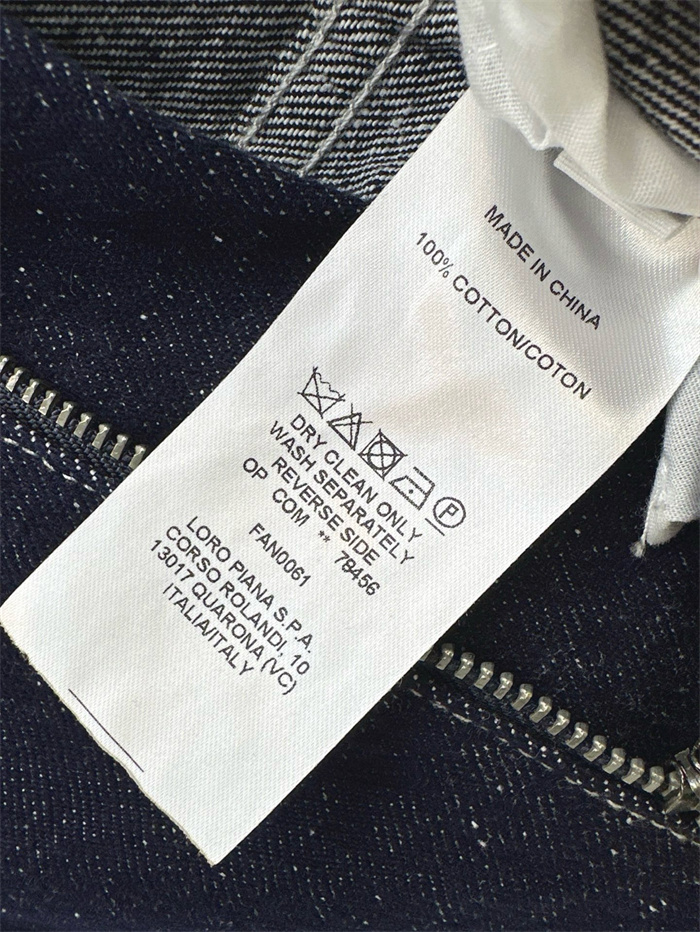 MADE IN CHINA
100% COTTON/COTON
P
DRY CLEAN ONLY
WASH SEPARATELY
REVERSE SIDE
OP COM ** 78456
FAN0061
LORO PIANA S.P.A.
CORSO ROLANDI, 10
13017 QUARONA (VC)
ITALIA/ITALY